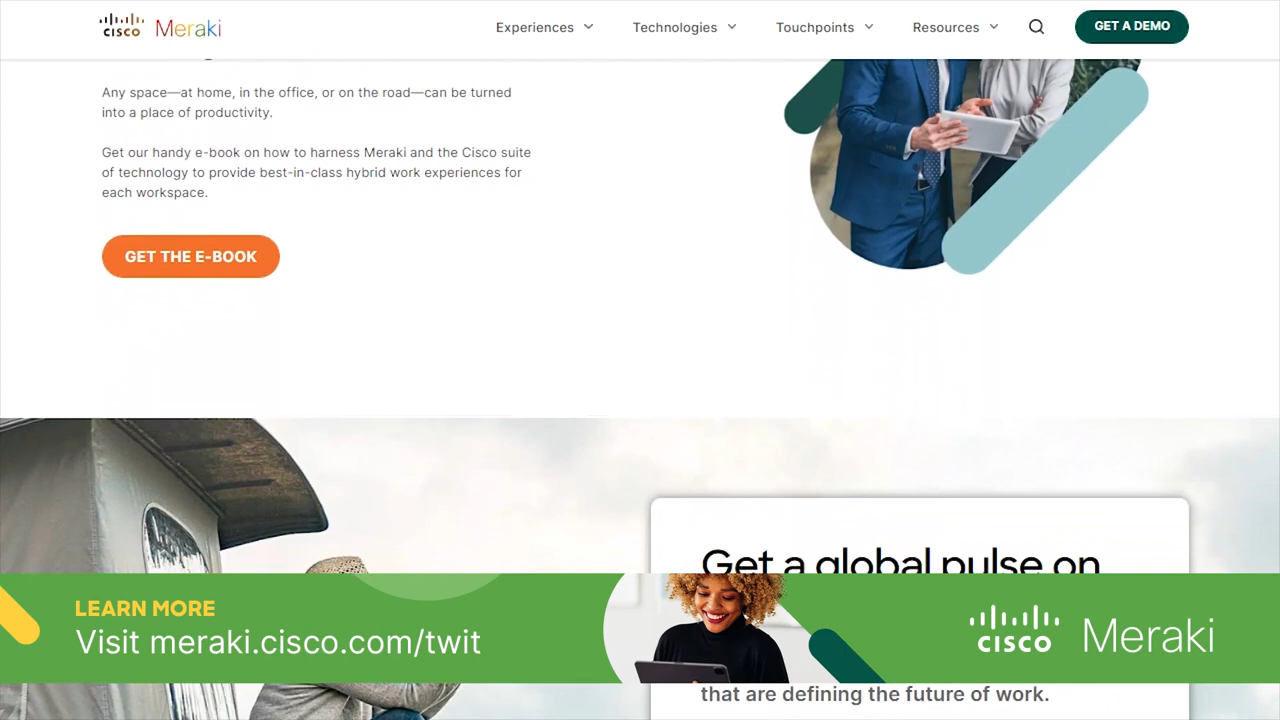 CISCO Meraki
Experiences
Technologies
Touchpoints
Resources
GET A DEMO
Any space—at home, in the office, or on the road—can be turned
into a place of productivity.
Get our handy e-book on how to harness Meraki and the Cisco suite
of technology to provide best-in-class hybrid work experiences for
each workspace.
GET THE E-BOOK
Get a global pulse on
LEARN MORE
Visit meraki.cisco.com/twit
CISCO Meraki
that are defining the future of work.